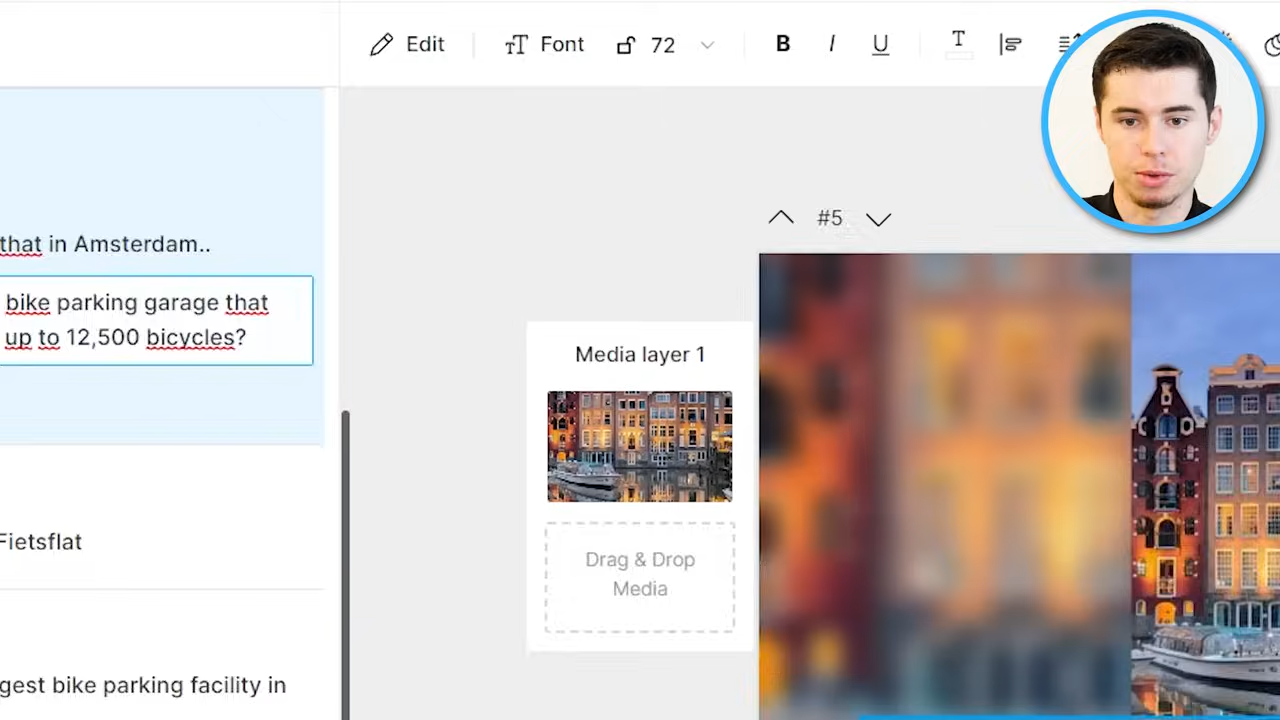 Edit
Font
72
B
I
U
T
that in Amsterdam..
bike parking garage that
up to 12,500 bicycles?
#5
Media layer 1
Drag & Drop
Media
Fietsflat
gest bike parking facility in